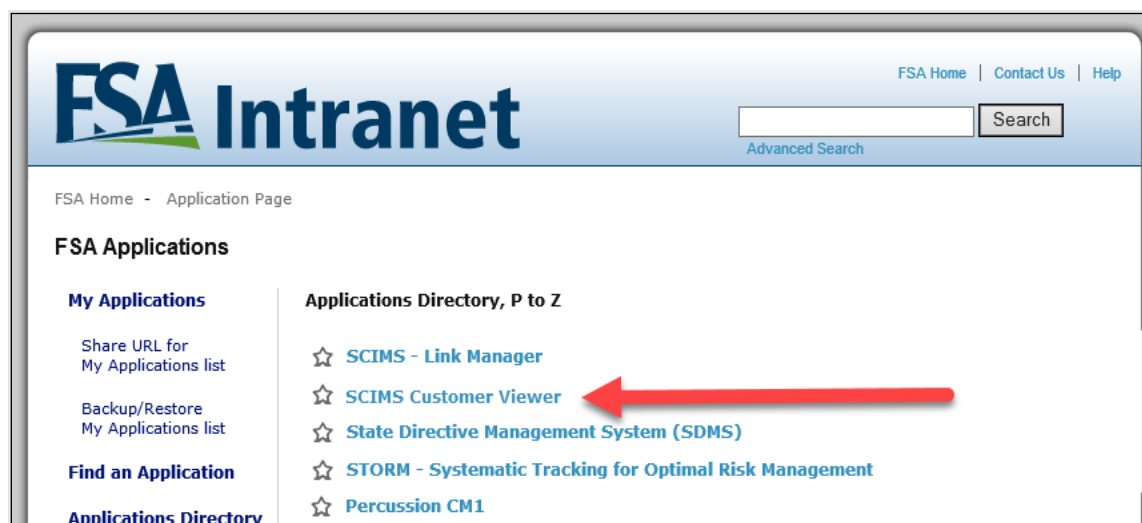 FSA Intranet
FSA Home | Contact Us | Help
Search
Advanced Search
FSA Home - Application Page
FSA Applications
My Applications
Share URL for
My Applications list
Backup/Restore
My Applications list
Find an Application
Applications Directory
Applications Directory, P to Z
SCIMS - Link Manager
SCIMS Customer Viewer
State Directive Management System (SDMS)
STORM - Systematic Tracking for Optimal Risk Management
Percussion CM1